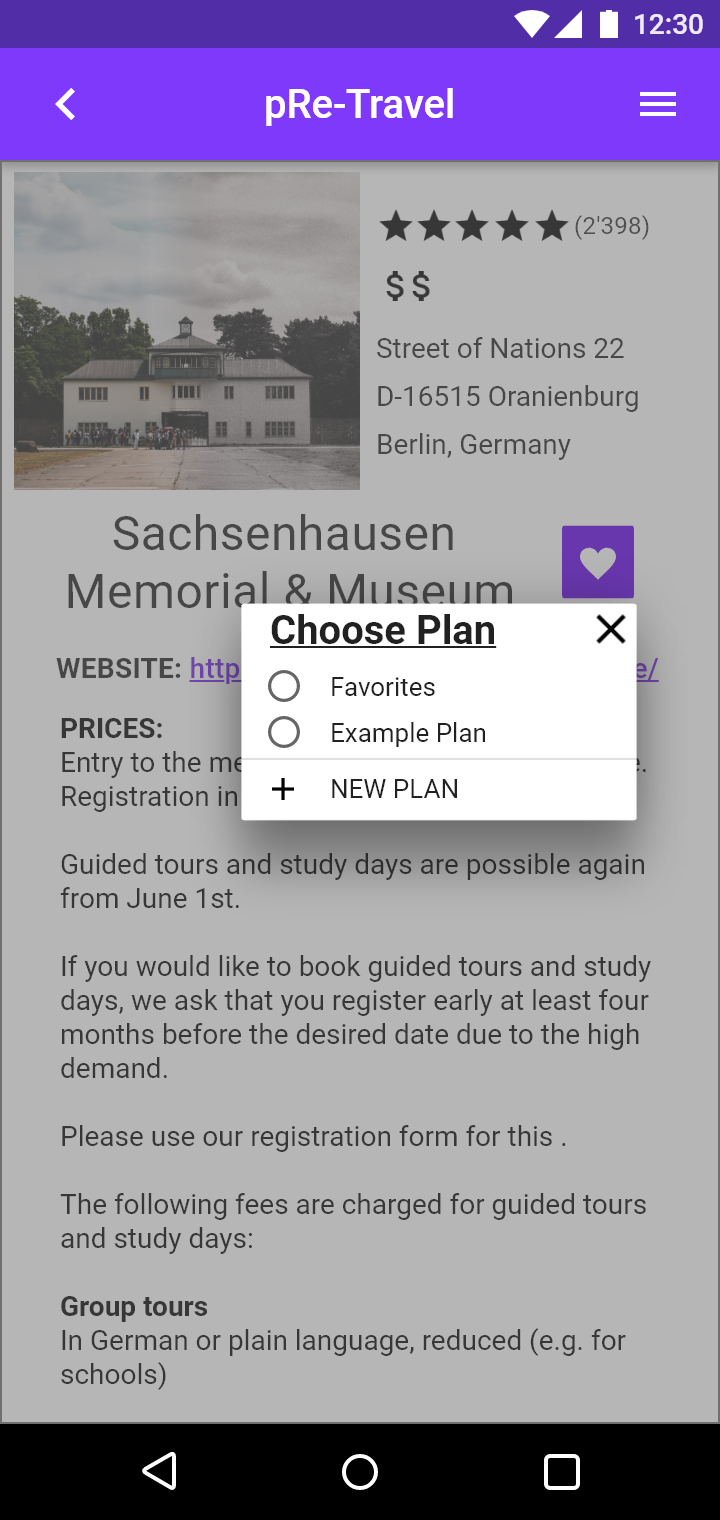 12:30
pRe-Travel
(2'398)
$$
Street of Nations 22
D-16515 Oranienburg
Berlin, Germany
Sachsenhausen
Memorial & Museum
Choose Plan
WEBSITE: http e/
Favorites
PRICES:
Example Plan
Entry to the me e.
NEW PLAN
Registration in
Guided tours and study days are possible again
from June 1st.
If you would like to book guided tours and study
days, we ask that you register early at least four
months before the desired date due to the high
demand.
Please use our registration form for this .
The following fees are charged for guided tours
and study days:
Group tours
In German or plain language, reduced (e.g. for
schools)